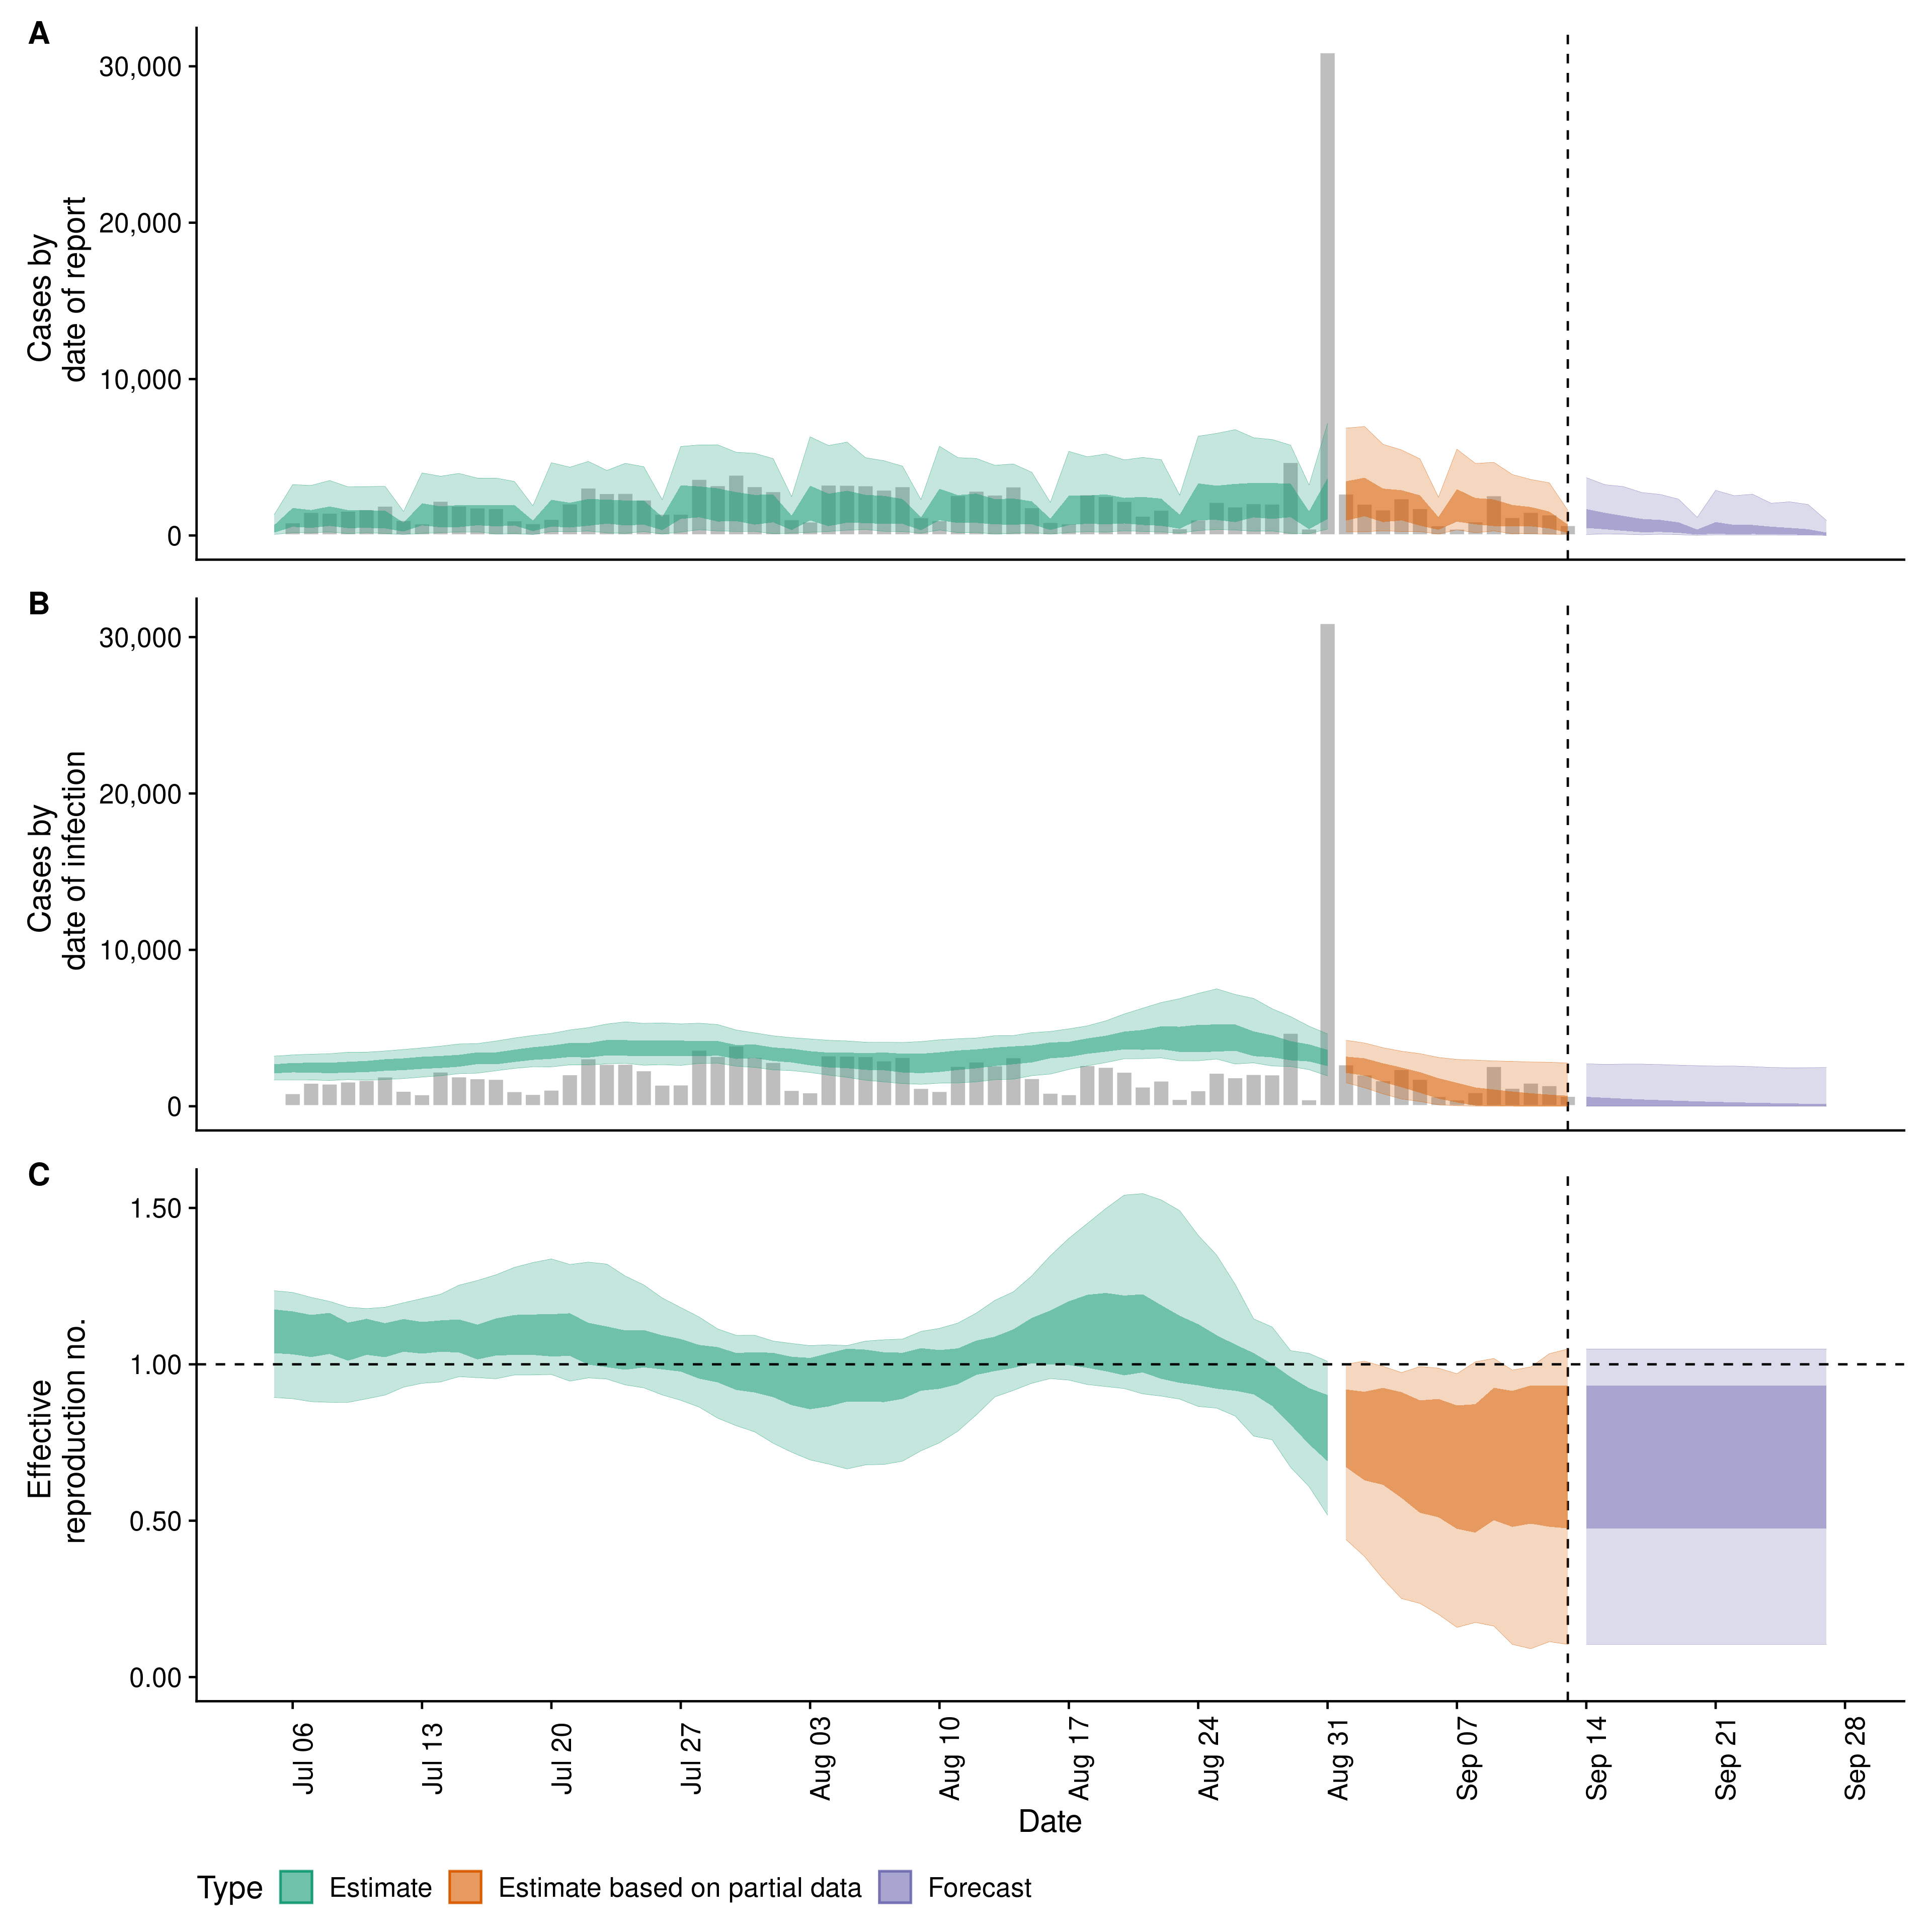 A
Cases by
date of report
30,000
20,000
10,000
0
B
Cases by
date of infection
30,000
20,000
10,000
0
C
Effective
reproduction no.
1.50
1.00
0.50
0.00
Jul 06
Jul 13
Jul 20
Jul 27
Aug 03
Aug 10
Aug 17
Aug 24
Aug 31
Sep 07
Sep 14
Sep 21
Sep 28
Date
Type Estimate Estimate based on partial data Forecast